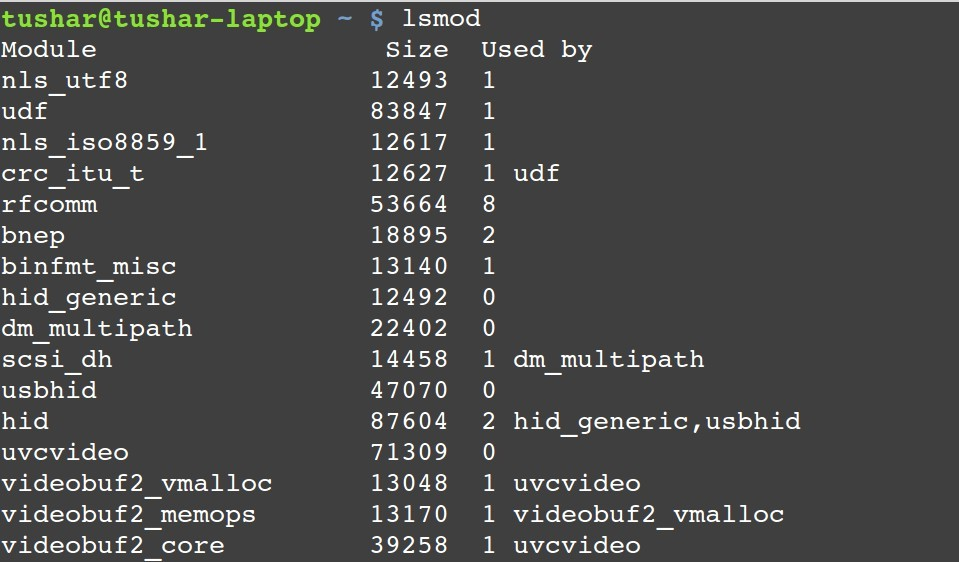 tushar@tushar-laptop ~ $ lsmod
Module                  Size  Used by
nls_utf8               12493  1
udf                    83847  1
nls_iso8859_1          12617  1
crc_itu_t              12627  1 udf
rfcomm                 53664  8
bnep                   18895  2
binfmt_misc            13140  1
hid_generic            12492  0
dm_multipath           22402  0
scsi_dh                14458  1 dm_multipath
usbhid                 47070  0
hid                    87604  2 hid_generic,usbhid
uvcvideo               71309  0
videobuf2_vmalloc      13048  1 uvcvideo
videobuf2_memops       13170  1 videobuf2_vmalloc
videobuf2_core         39258  1 uvcvideo